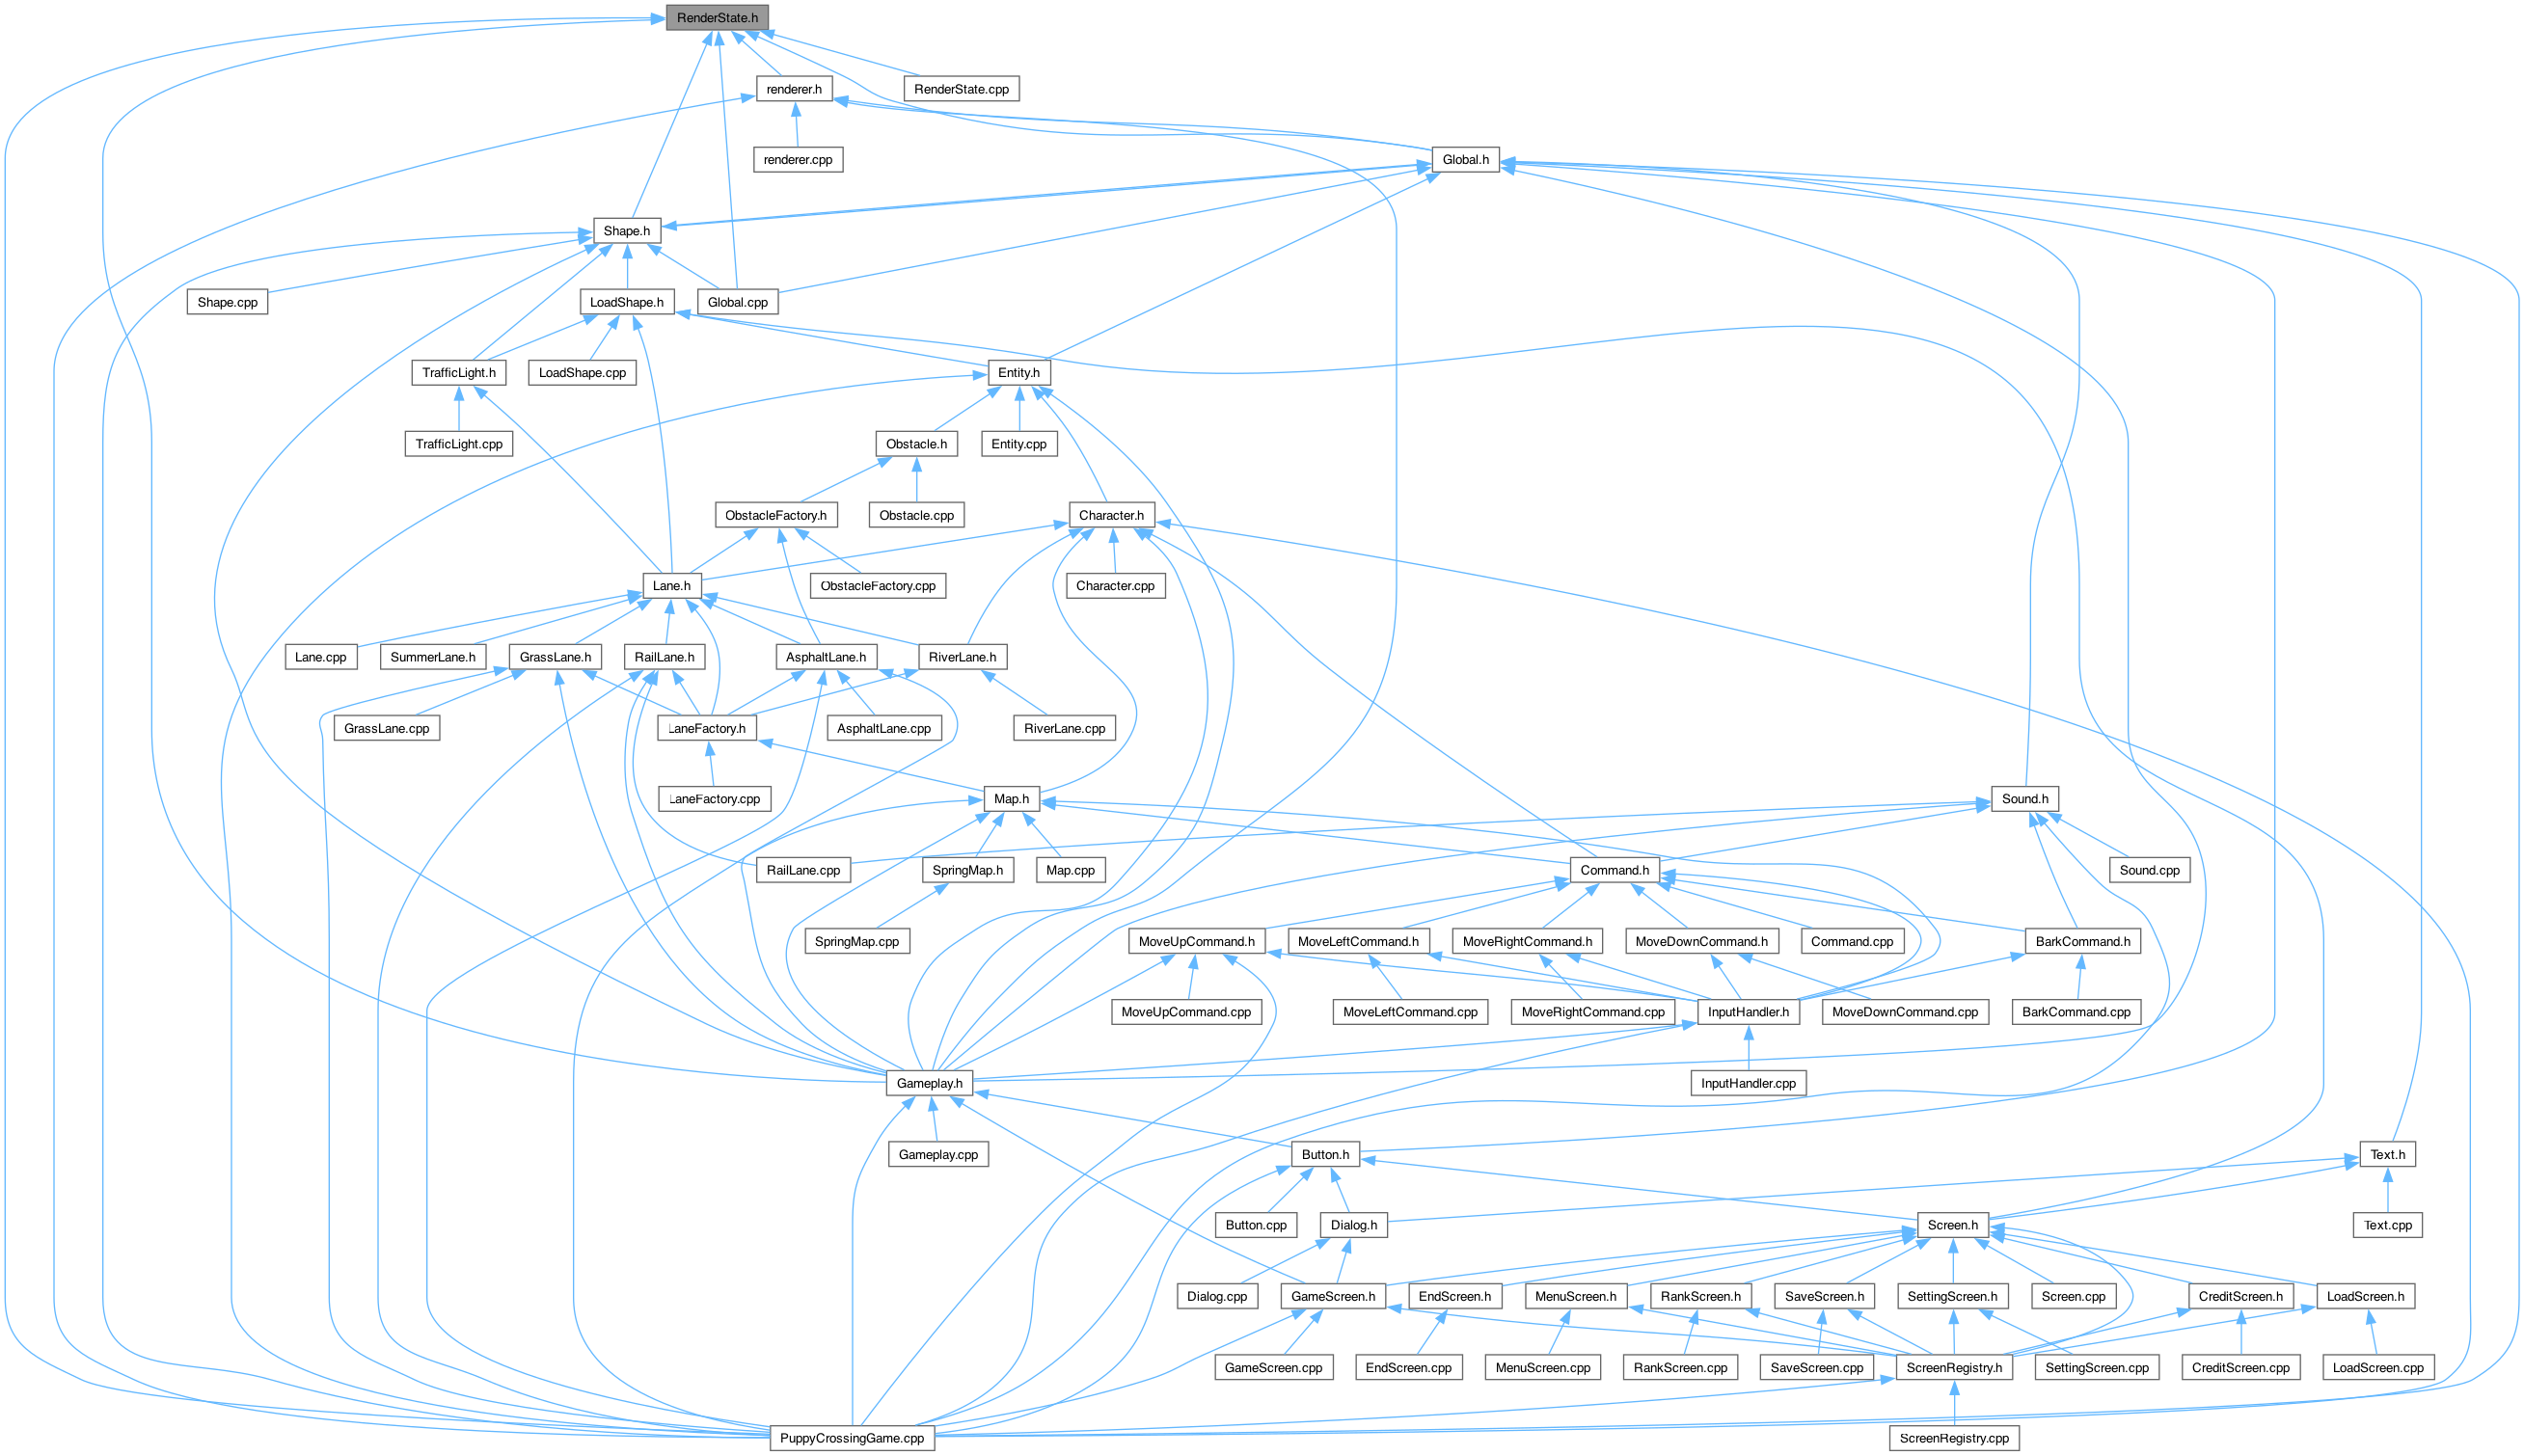 RenderState.h
renderer.h
RenderState.cpp
renderer.cpp
Global.h
Shape.h
Shape.cpp
LoadShape.h
Global.cpp
TrafficLight.h
LoadShape.cpp
Entity.h
TrafficLight.cpp
Obstacle.h
Entity.cpp
ObstacleFactory.h
Obstacle.cpp
Character.h
Lane.h
ObstacleFactory.cpp
Character.cpp
Lane.cpp
SummerLane.h
GrassLane.h
RailLane.h
AsphaltLane.h
RiverLane.h
GrassLane.cpp
LaneFactory.h
AsphaltLane.cpp
RiverLane.cpp
LaneFactory.cpp
Map.h
Sound.h
RailLane.cpp
SpringMap.h
Map.cpp
Command.h
Sound.cpp
SpringMap.cpp
MoveUpCommand.h
MoveLeftCommand.h
MoveRightCommand.h
MoveDownCommand.h
Command.cpp
BarkCommand.h
MoveUpCommand.cpp
MoveLeftCommand.cpp
MoveRightCommand.cpp
InputHandler.h
MoveDownCommand.cpp
BarkCommand.cpp
Gameplay.h
InputHandler.cpp
Gameplay.cpp
Button.h
Text.h
Button.cpp
Dialog.h
Screen.h
Text.cpp
Dialog.cpp
GameScreen.h
EndScreen.h
MenuScreen.h
RankScreen.h
SaveScreen.h
SettingScreen.h
Screen.cpp
CreditScreen.h
LoadScreen.h
GameScreen.cpp
EndScreen.cpp
MenuScreen.cpp
RankScreen.cpp
SaveScreen.cpp
ScreenRegistry.h
SettingScreen.cpp
CreditScreen.cpp
LoadScreen.cpp
PuppyCrossingGame.cpp
ScreenRegistry.cpp